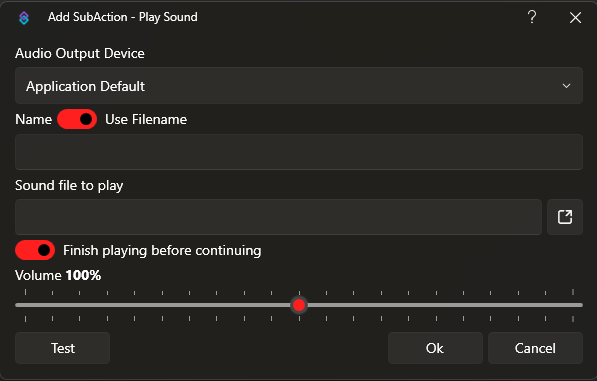 Add SubAction - Play Sound
Audio Output Device
Application Default
Name Use Filename
Sound file to play
Finish playing before continuing
Volume 100%
Test Ok Cancel